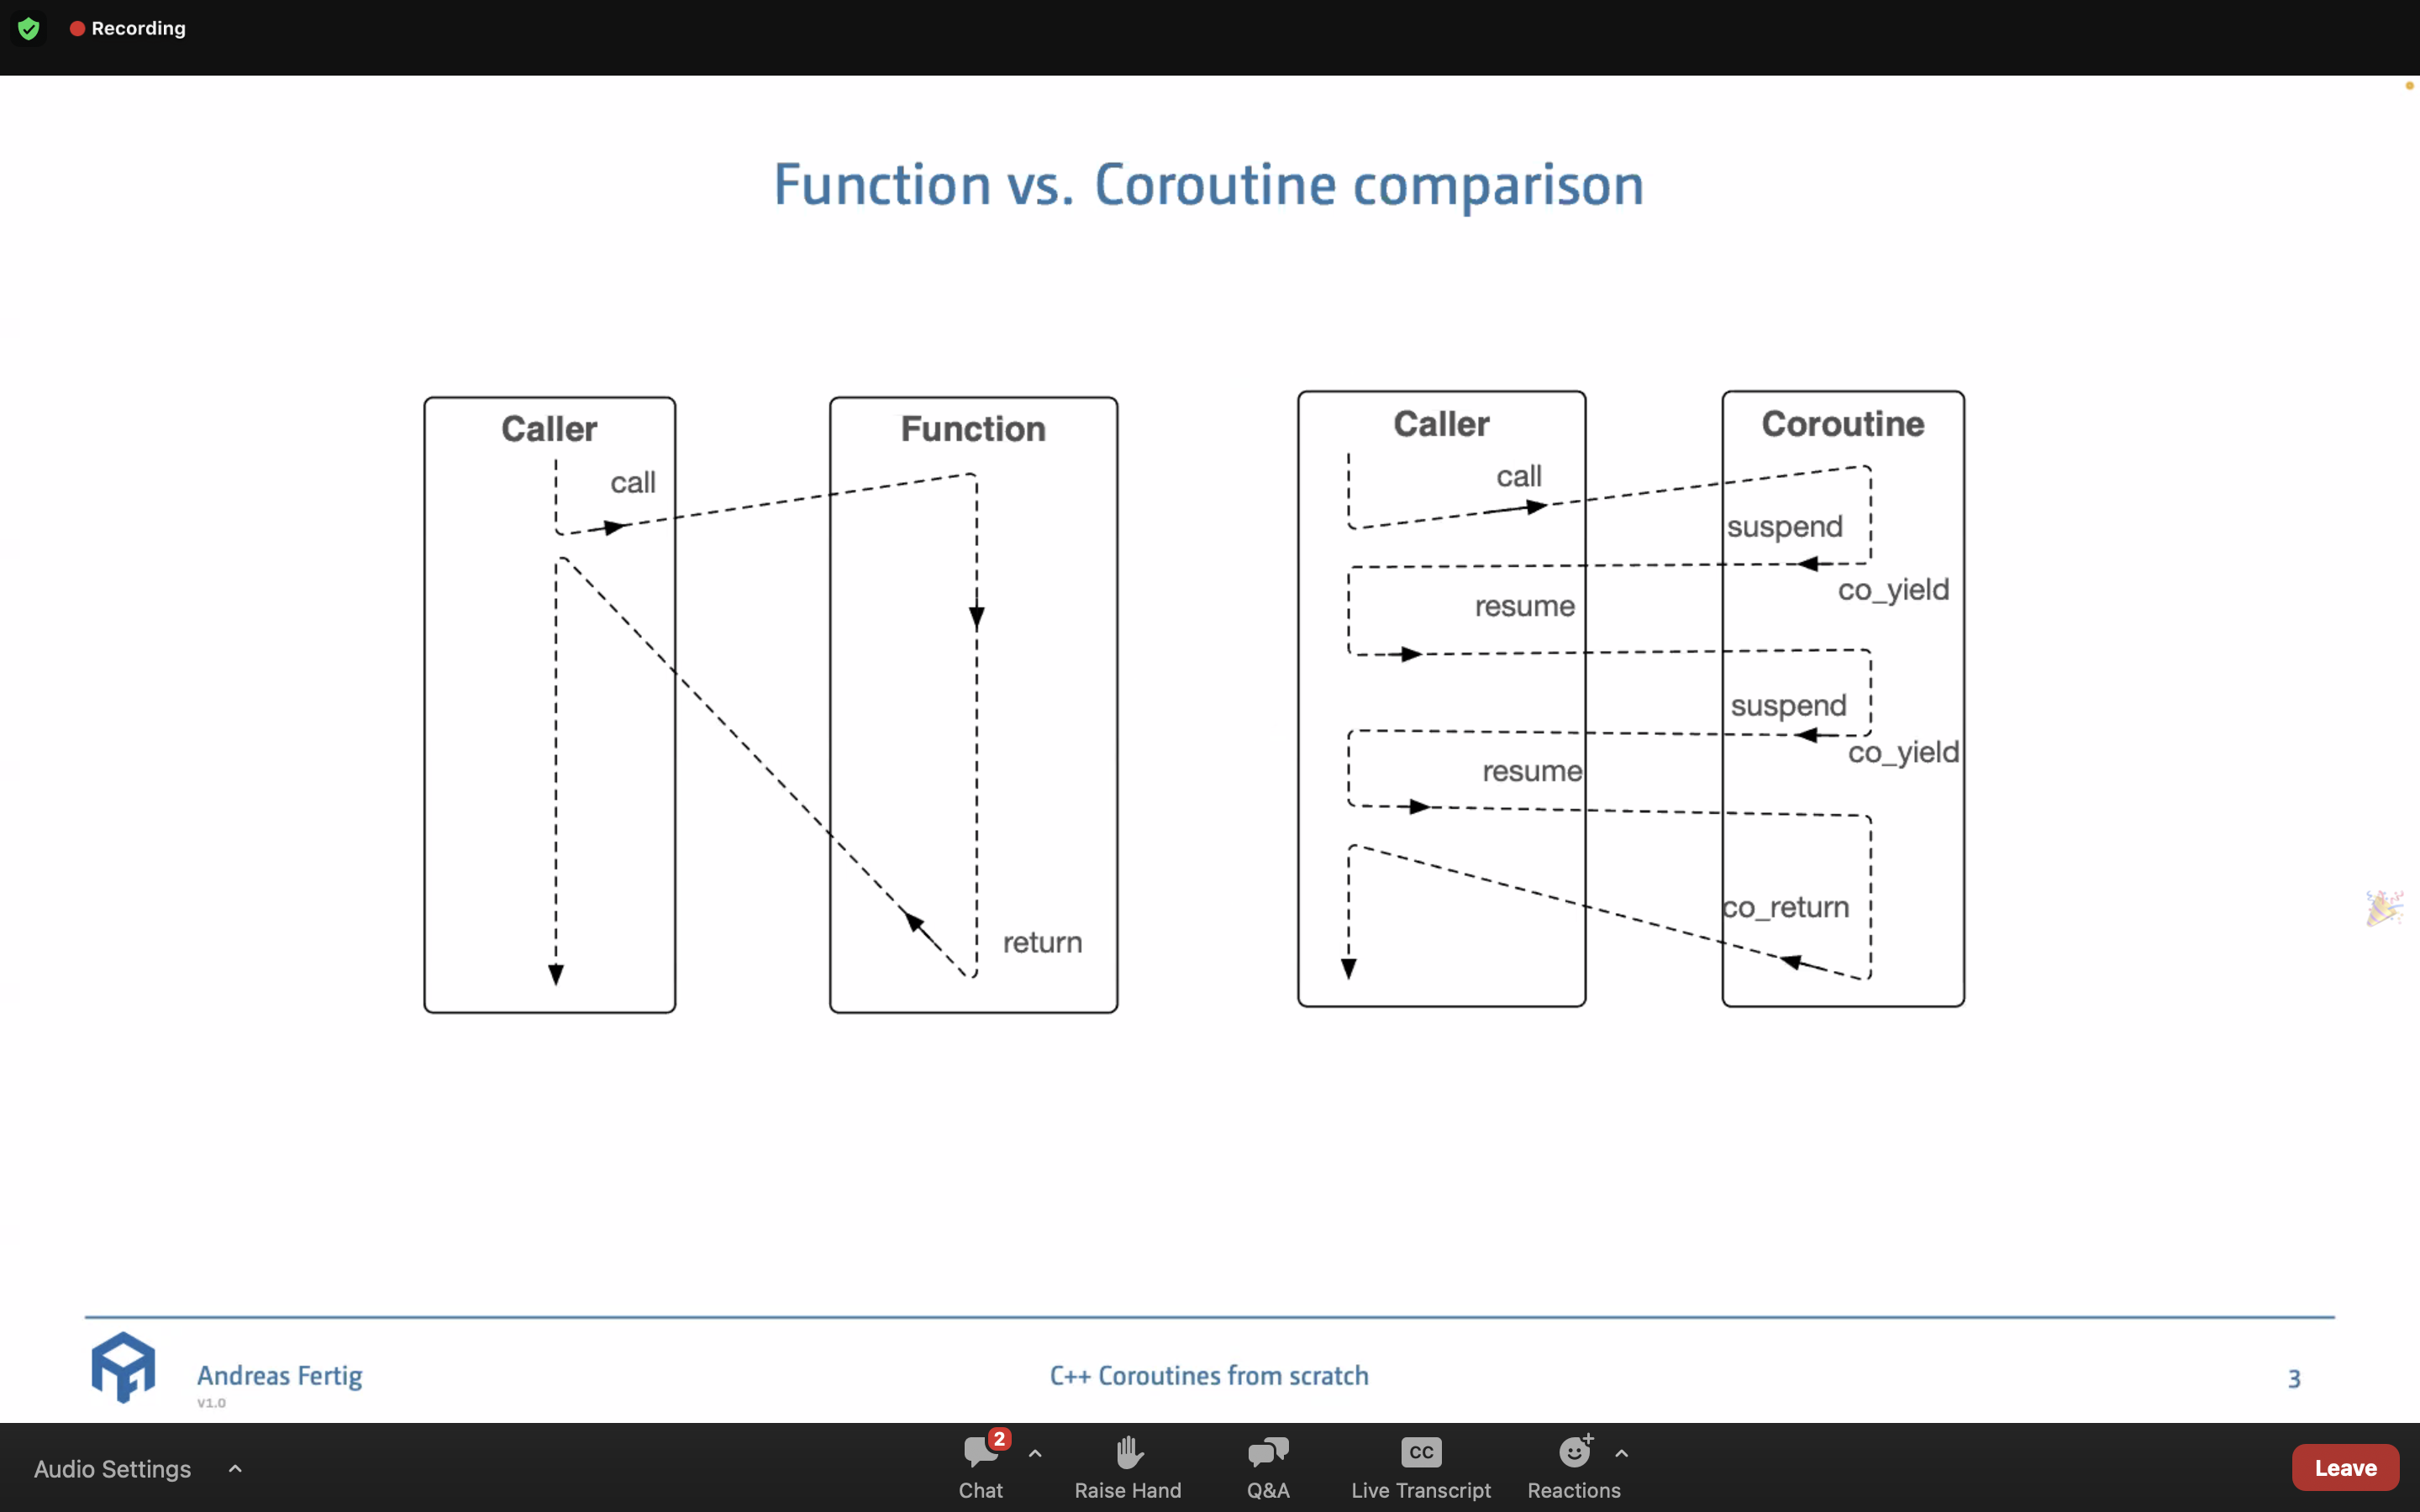 Recording
Function vs. Coroutine comparison
Caller
call
Function
return
Caller
call
resume
resume
Coroutine
suspend
co_yield
suspend
co_yield
co_return
Andreas Fertig
v1.0
C++ Coroutines from scratch
3
Audio Settings
2
Chat
Raise Hand
Q&A
CC
Live Transcript
Reactions
Leave